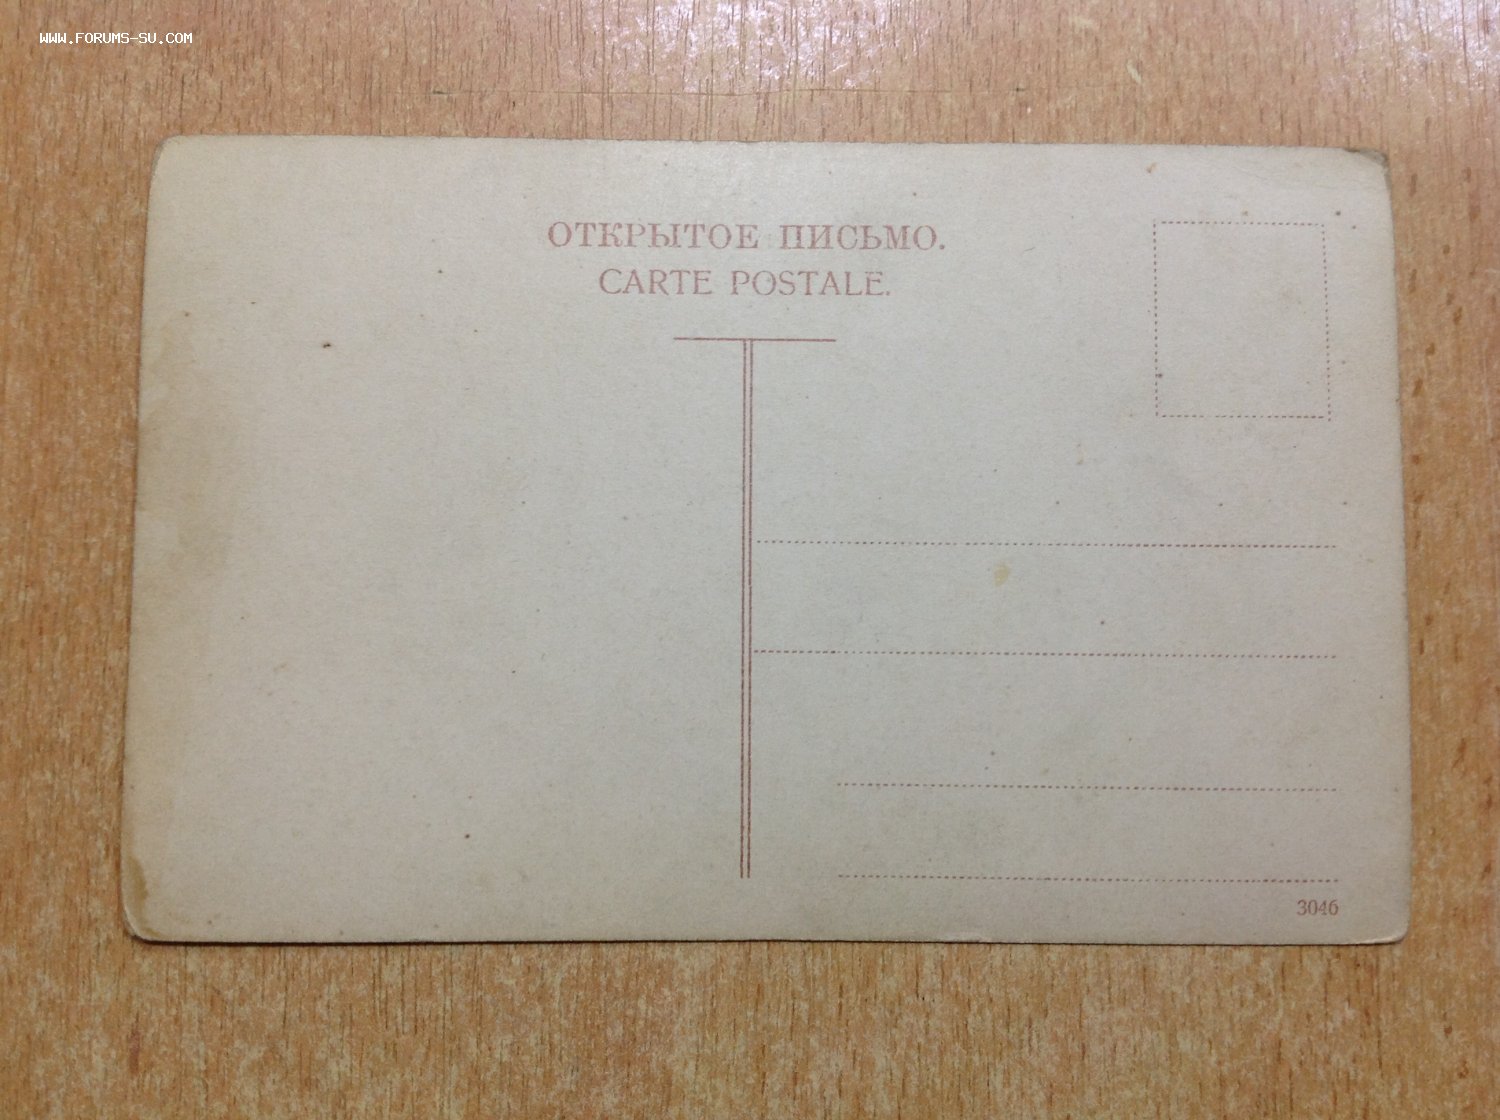 WWW.FORUMS-SU.COM
ОТКРЫТОЕ ПИСЬМО.
CARTE POSTALE.
3046